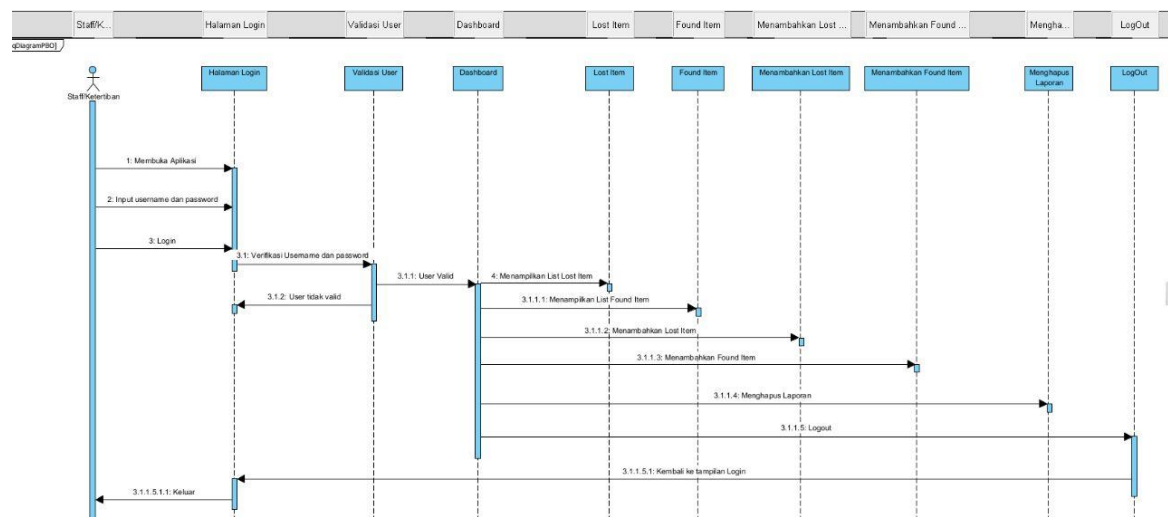 Staff/K...
Halaman Login
Validasi User
Dashboard
Lost Item
Found Item
Menambahkan Lost ...
Menambahkan Found ...
Mengha...
LogOut
qDiagramPBO]
Staff/Ketertiban
Halaman Login
Validasi User
Dashboard
Lost Item
Found Item
Menambahkan Lost Item
Menambahkan Found Item
Menghapus
Laporan
LogOut
1: Membuka Aplikasi
2: Input username dan password
3: Login
3.1: Verifikasi Username dan password
3.1.1: User Valid
4: Menampilkan List Lost Item
3.1.2: User tidak valid
3.1.1.1: Menampilkan List Found Item
3.1.1.2: Menambahkan Lost Item
3.1.1.3: Menambahkan Found Item
3.1.1.4: Menghapus Laporan
3.1.1.5: Logout
3.1.1.5.1: Kembali ke tampilan Login
3.1.1.5.1.1: Keluar